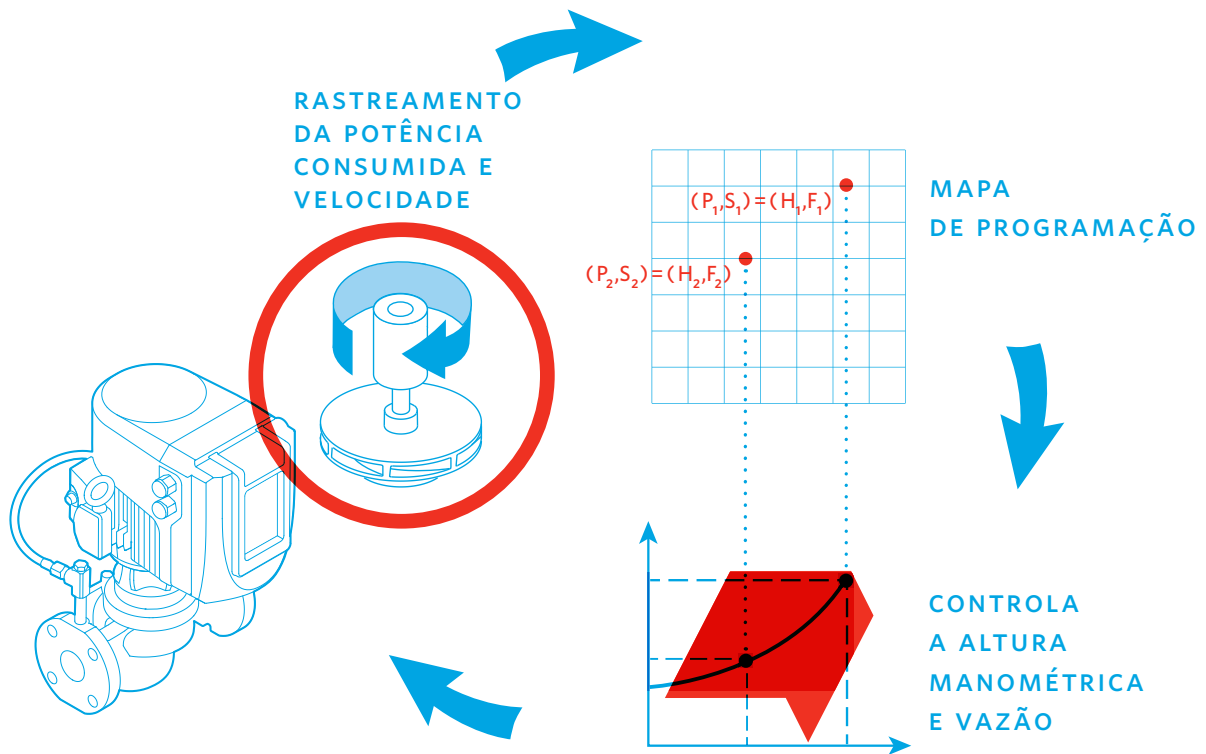 RASTREAMENTO
DA POTÊNCIA
CONSUMIDA E
VELOCIDADE
(P₁,S₁)=(H₁,F₁)
(P₂,S₂)=(H₂,F₂)
MAPA
DE PROGRAMAÇÃO
CONTROLA
A ALTURA
MANOMÉTRICA
E VAZÃO